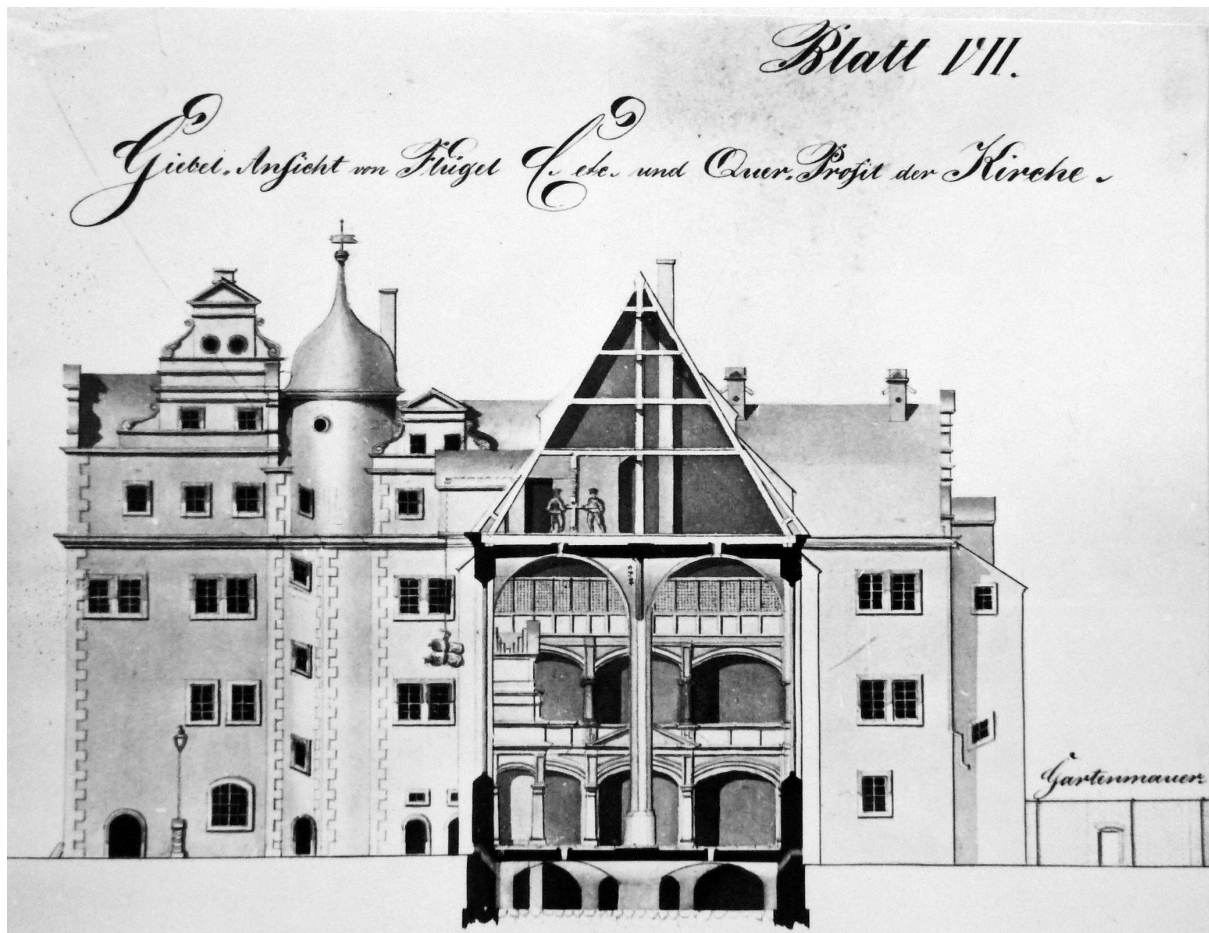 Blatt VII.
Giebel-Ansicht von Flügel C. etc. und Quer-Profil der Kirche.
Gartenmauer.